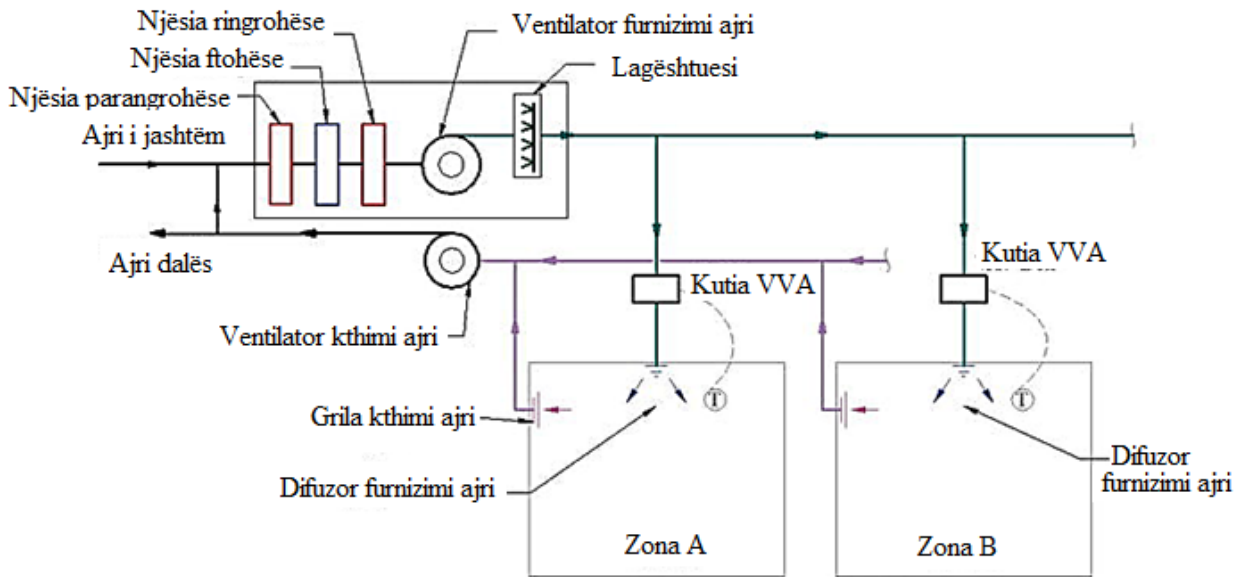 Njësia ringrohëse
Ventilator furnizimi ajri
Njësia ftohëse
Lagështuesi
Njësia parangrohëse
Ajri i jashtëm
Ajri dalës
Kutia VVA
Kutia VVA
Ventilator kthimi ajri
T
T
Grila kthimi ajri
Difuzor furnizimi ajri
Difuzor
furnizimi ajri
Zona A
Zona B